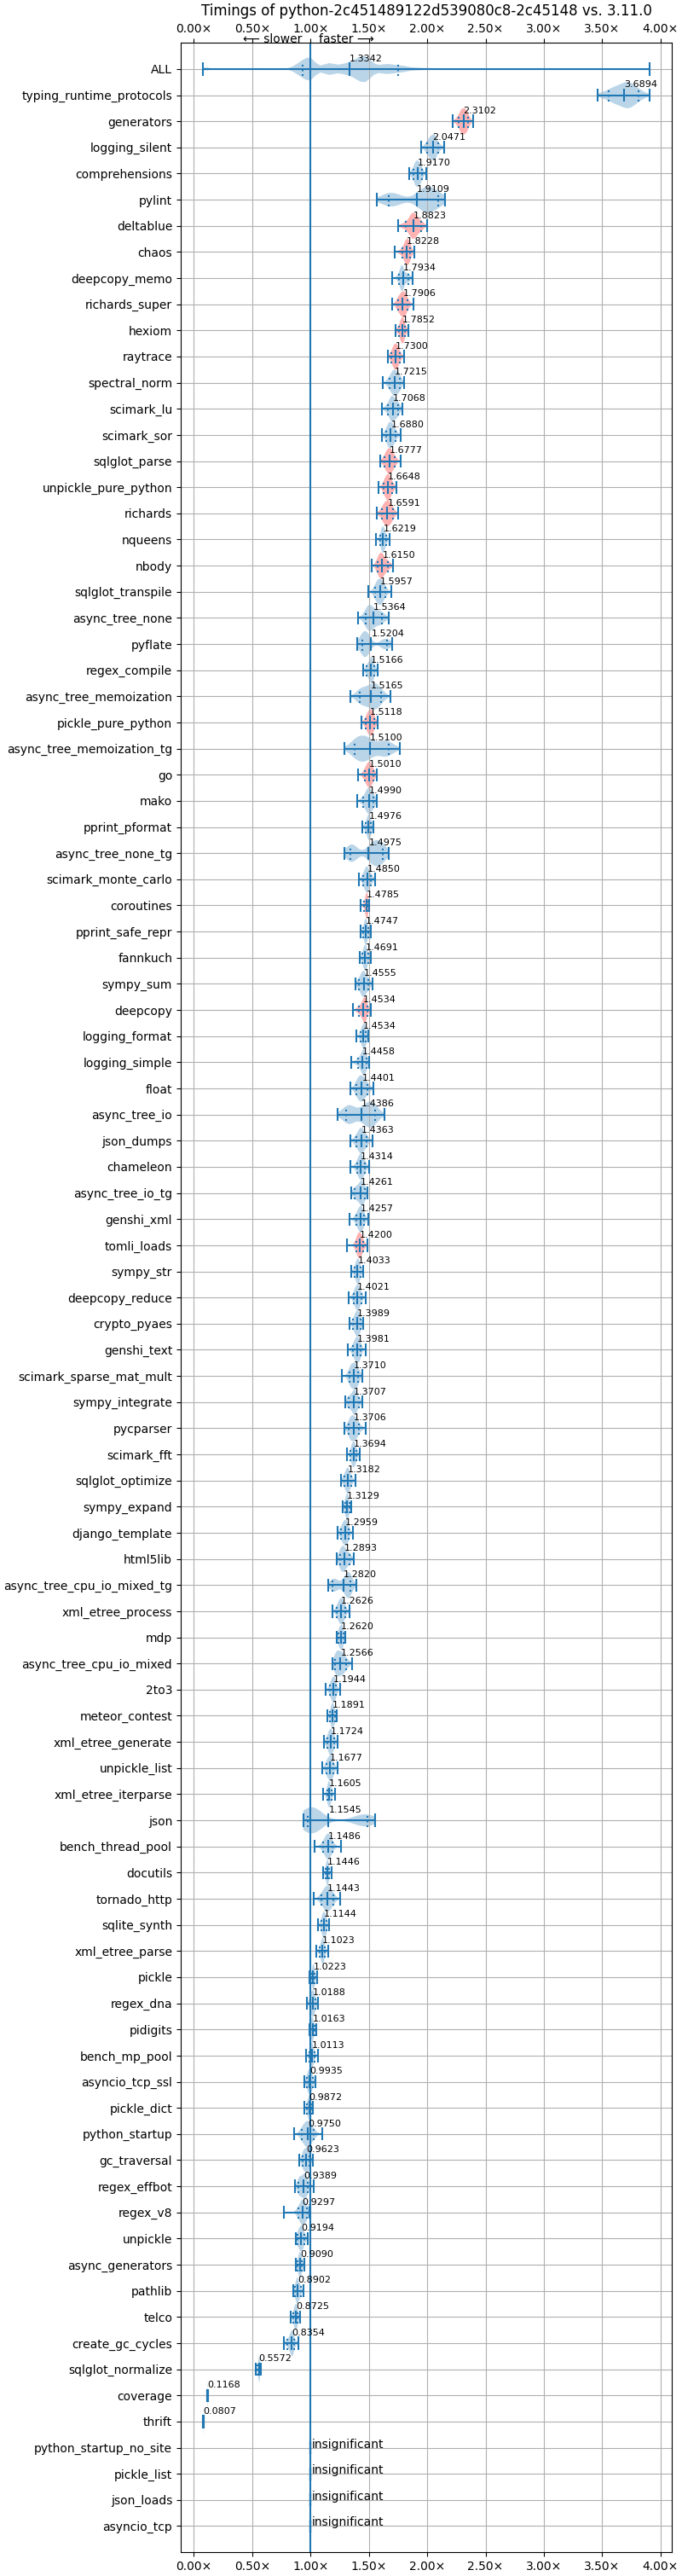 Timings of python-2c451489122d539080c8-2c45148 vs. 3.11.0
0.00× 0.50× 1.00× 1.50× 2.00× 2.50× 3.00× 3.50× 4.00×
⟵ slower faster ⟶
ALL 1.3342
typing_runtime_protocols 3.6894
generators 2.3102
logging_silent 2.0471
comprehensions 1.9170
pylint 1.9109
deltablue 1.8823
chaos 1.8228
deepcopy_memo 1.7934
richards_super 1.7906
hexiom 1.7852
raytrace 1.7300
spectral_norm 1.7215
scimark_lu 1.7068
scimark_sor 1.6880
sqlglot_parse 1.6777
unpickle_pure_python 1.6648
richards 1.6591
nqueens 1.6219
nbody 1.6150
sqlglot_transpile 1.5957
async_tree_none 1.5364
pyflate 1.5204
regex_compile 1.5166
async_tree_memoization 1.5165
pickle_pure_python 1.5118
async_tree_memoization_tg 1.5100
go 1.5010
mako 1.4990
pprint_pformat 1.4976
async_tree_none_tg 1.4975
scimark_monte_carlo 1.4850
coroutines 1.4785
pprint_safe_repr 1.4747
fannkuch 1.4691
sympy_sum 1.4555
deepcopy 1.4534
logging_format 1.4534
logging_simple 1.4458
float 1.4401
async_tree_io 1.4386
json_dumps 1.4363
chameleon 1.4314
async_tree_io_tg 1.4261
genshi_xml 1.4257
tomli_loads 1.4200
sympy_str 1.4033
deepcopy_reduce 1.4021
crypto_pyaes 1.3989
genshi_text 1.3981
scimark_sparse_mat_mult 1.3710
sympy_integrate 1.3707
pycparser 1.3706
scimark_fft 1.3694
sqlglot_optimize 1.3182
sympy_expand 1.3129
django_template 1.2959
html5lib 1.2893
async_tree_cpu_io_mixed_tg 1.2820
xml_etree_process 1.2626
mdp 1.2620
async_tree_cpu_io_mixed 1.2566
2to3 1.1944
meteor_contest 1.1891
xml_etree_generate 1.1724
unpickle_list 1.1677
xml_etree_iterparse 1.1605
json 1.1545
bench_thread_pool 1.1486
docutils 1.1446
tornado_http 1.1443
sqlite_synth 1.1144
xml_etree_parse 1.1023
pickle 1.0223
regex_dna 1.0188
pidigits 1.0163
bench_mp_pool 1.0113
asyncio_tcp_ssl 0.9935
pickle_dict 0.9872
python_startup 0.9750
gc_traversal 0.9623
regex_effbot 0.9389
regex_v8 0.9297
unpickle 0.9194
async_generators 0.9090
pathlib 0.8902
telco 0.8725
create_gc_cycles 0.8354
sqlglot_normalize 0.5572
coverage 0.1168
thrift 0.0807
python_startup_no_site insignificant
pickle_list insignificant
json_loads insignificant
asyncio_tcp insignificant
0.00× 0.50× 1.00× 1.50× 2.00× 2.50× 3.00× 3.50× 4.00×